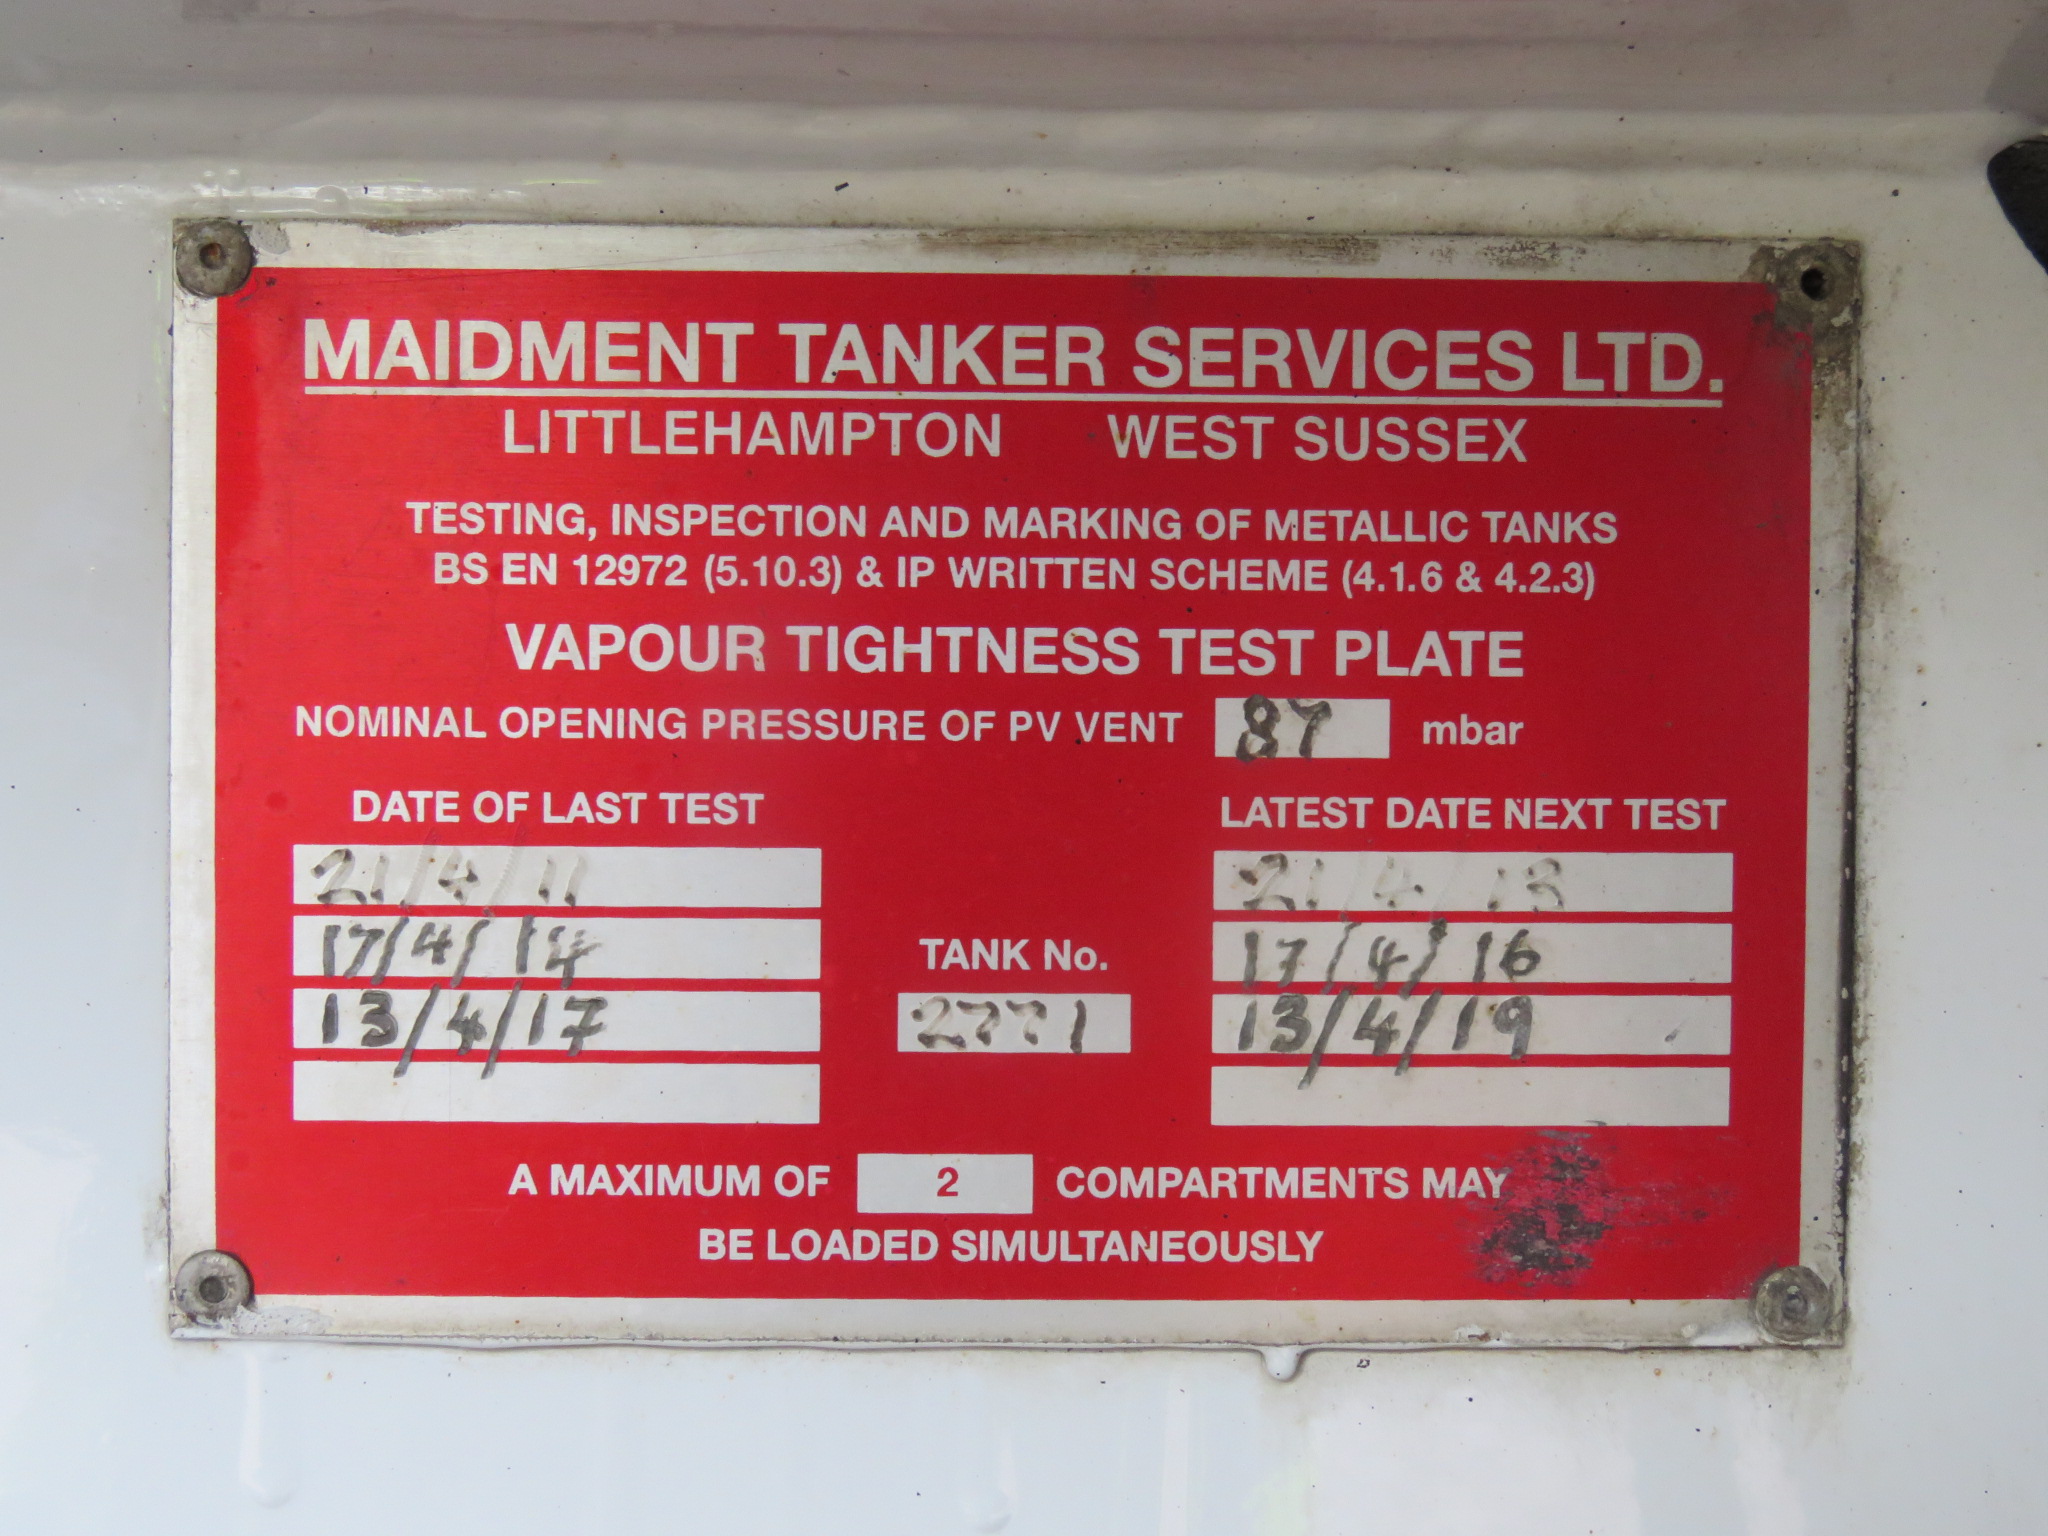 MAIDMENT TANKER SERVICES LTD.
LITTLEHAMPTON WEST SUSSEX
TESTING, INSPECTION AND MARKING OF METALLIC TANKS
BS EN 12972 (5.10.3) & IP WRITTEN SCHEME (4.1.6 & 4.2.3)
VAPOUR TIGHTNESS TEST PLATE
NOMINAL OPENING PRESSURE OF PV VENT 87 mbar
DATE OF LAST TEST LATEST DATE NEXT TEST
21/4/11 21/4/13
17/4/14 TANK No. 17/4/16
13/4/17 2771 13/4/19
A MAXIMUM OF 2 COMPARTMENTS MAY
BE LOADED SIMULTANEOUSLY